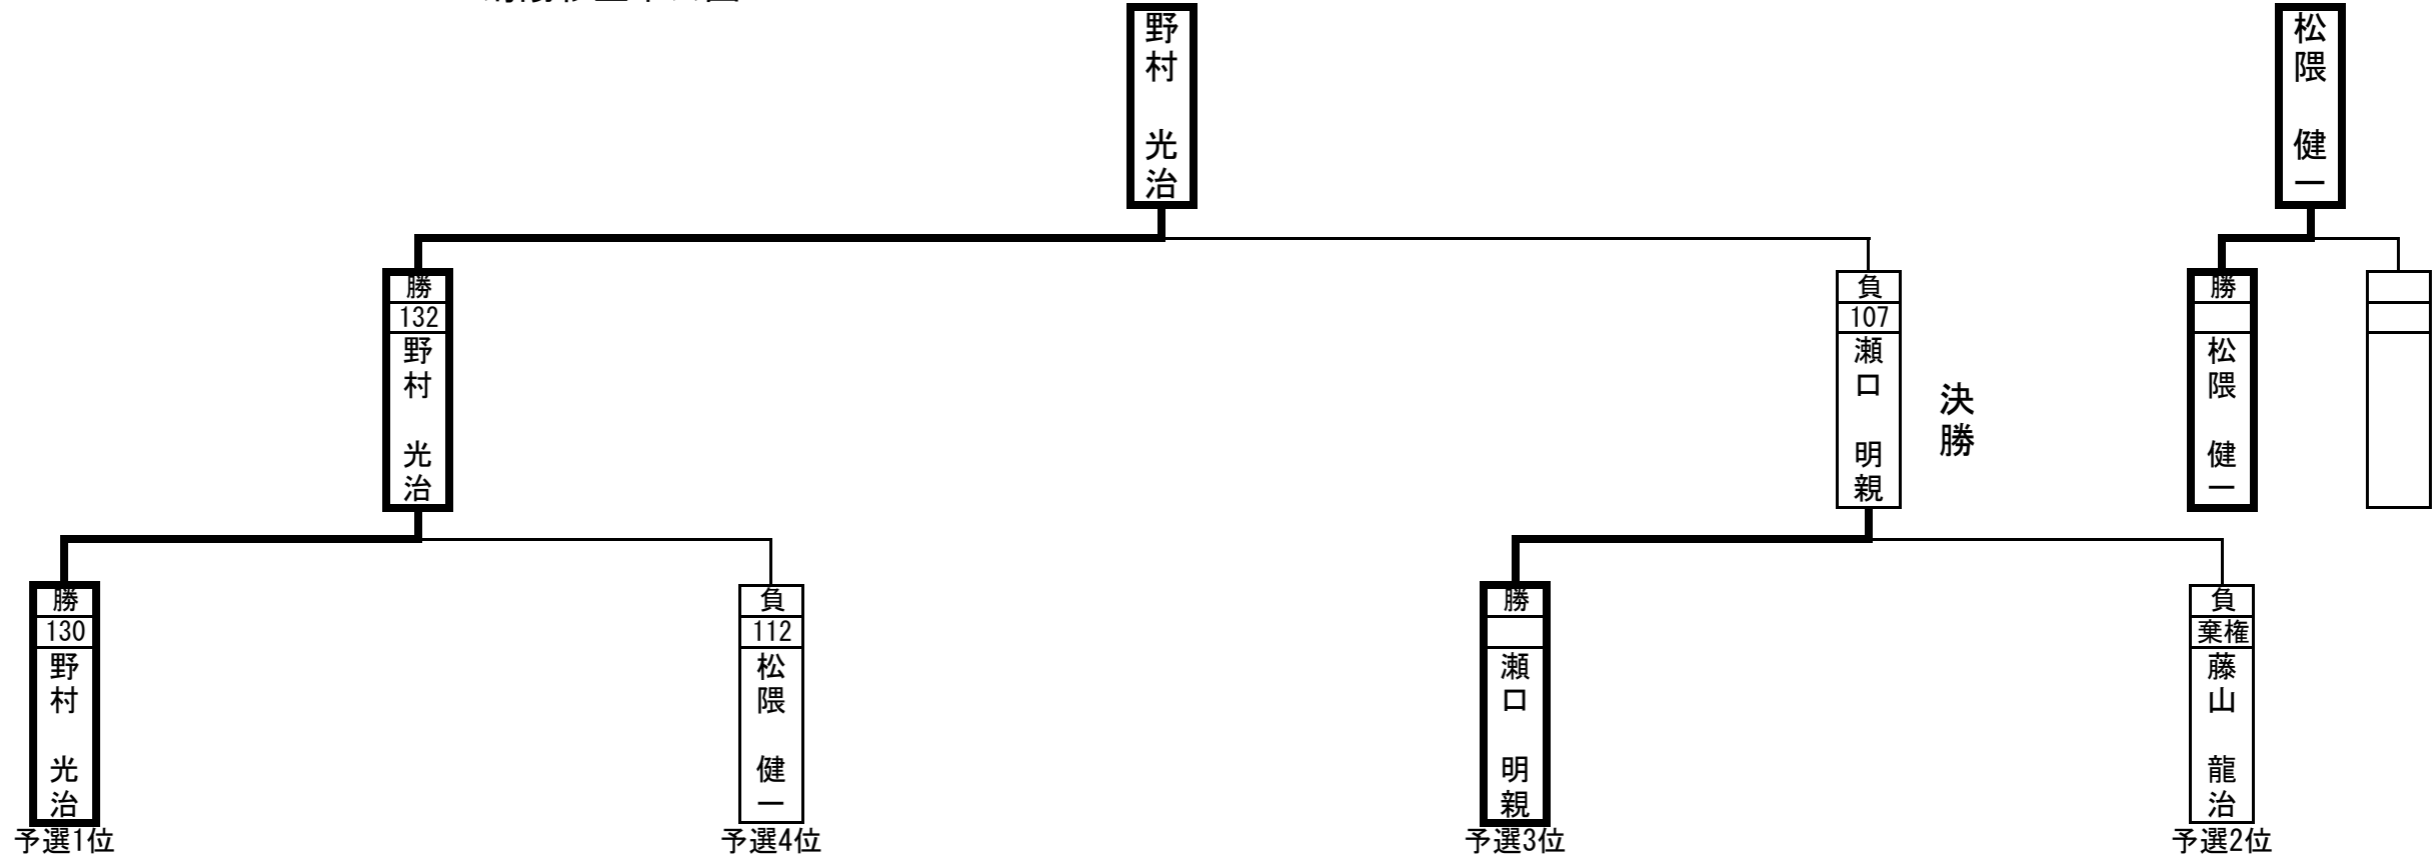 野村 光治
松隈 健一
勝
132
野村 光治
負
107
瀬口 明親
決勝
勝
松隈 健一
勝
130
野村 光治
予選1位
負
112
松隈 健一
予選4位
勝
瀬口 明親
予選3位
負
棄権
藤山 龍治
予選2位